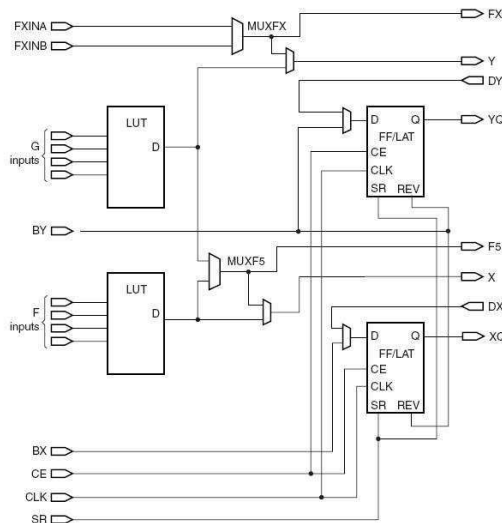 FXINA
FXINB
MUXFX
FX
Y
DY
LUT
D
G
inputs
D
Q
FF/LAT
CE
CLK
SR REV
YQ
BY
MUXF5
F5
X
DX
LUT
D
F
inputs
D
Q
FF/LAT
CE
CLK
SR REV
XQ
BX
CE
CLK
SR